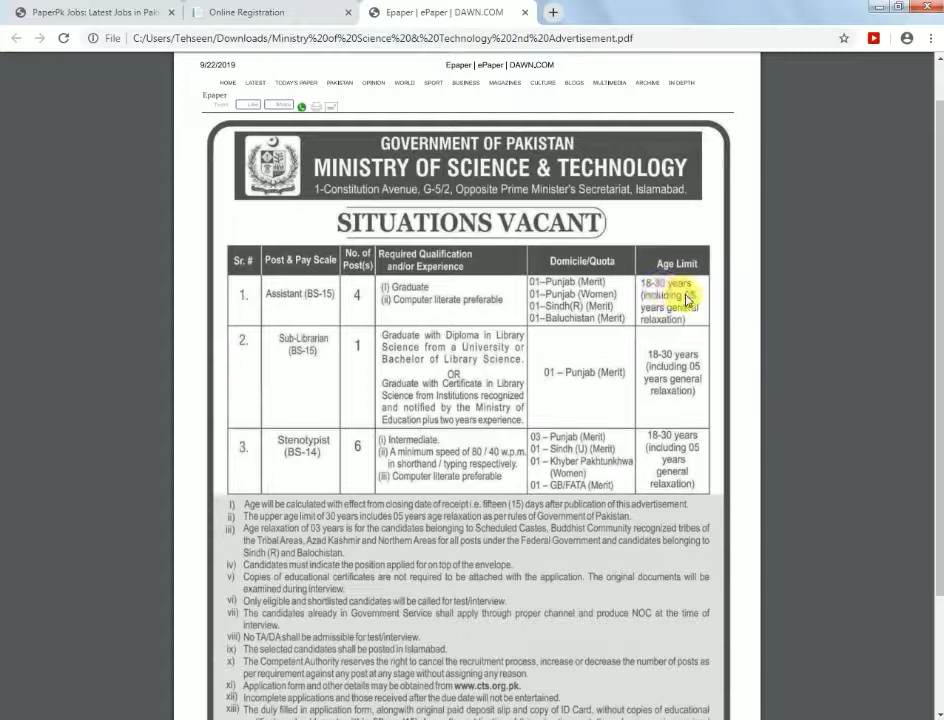 PaperPk Jobs: Latest Jobs in Paki
Online Registration
Epaper | ePaper | DAWN.COM
File | C:/Users/Tehseen/Downloads/Ministry%20of%20Science%20&%20Technology%202nd%20Advertisement.pdf
9/22/2019
Epaper | ePaper | DAWN.COM
HOME LATEST TODAY'S PAPER PAKISTAN OPINION WORLD SPORT BUSINESS MAGAZINES CULTURE BLOGS MULTIMEDIA ARCHIVE IN DEPTH
Epaper
GOVERNMENT OF PAKISTAN
MINISTRY OF SCIENCE & TECHNOLOGY
1-Constitution Avenue, G-5/2, Opposite Prime Minister's Secretariat, Islamabad.
SITUATIONS VACANT
Sr. # Post & Pay Scale No. of Post(s) Required Qualification and/or Experience Domicile/Quota Age Limit
1. Assistant (BS-15) 4
(I) Graduate
(ii) Computer literate preferable
01–Punjab (Merit)
01–Punjab (Women)
01–Sindh(R) (Merit)
01–Baluchistan (Merit)
18-30 years
(including 05
years general
relaxation)
2. Sub-Librarian (BS-15) 1
Graduate with Diploma in Library
Science from a University or
Bachelor of Library Science.
OR
Graduate with Certificate in Library
Science from Institutions recognized
and notified by the Ministry of
Education plus two years experience.
01 – Punjab (Merit)
18-30 years
(including 05
years general
relaxation)
3. Stenotypist (BS-14) 6
(i) Intermediate.
(ii) A minimum speed of 80 / 40 w.p.m.
in shorthand / typing respectively.
(iii) Computer literate preferable
03 – Punjab (Merit)
01 – Sindh (U) (Merit)
01 – Khyber Pakhtunkhwa
(Women)
01 – GB/FATA (Merit)
18-30 years
(including 05
years
general
relaxation)
I) Age will be calculated with effect from closing date of receipt i.e. fifteen (15) days after publication of this advertisement.
ii) The upper age limit of 30 years includes 05 years age relaxation as per rules of Government of Pakistan.
iii) Age relaxation of 03 years is for the candidates belonging to Scheduled Castes, Buddhist Community recognized tribes of
the Tribal Areas, Azad Kashmir and Northern Areas for all posts under the Federal Government and candidates belonging to
Sindh (R) and Balochistan.
iv) Candidates must indicate the position applied for on top of the envelope.
v) Copies of educational certificates are not required to be attached with the application. The original documents will be
examined during interview.
vi) Only eligible and shortlisted candidates will be called for test/interview.
vii) The candidates already in Government Service shall apply through proper channel and produce NOC at the time of
interview.
viii) No TA/DA shall be admissible for test/interview.
ix) The selected candidates shall be posted in Islamabad.
x) The Competent Authority reserves the right to cancel the recruitment process, increase or decrease the number of posts as
per requirement against any post at any stage without assigning any reason.
xi) Application form and other details may be obtained from www.cts.org.pk.
xii) Incomplete applications and those received after the due date will not be entertained.
xiii) The duly filled in application form, alongwith original paid deposit slip and copy of ID Card, without copies of educational